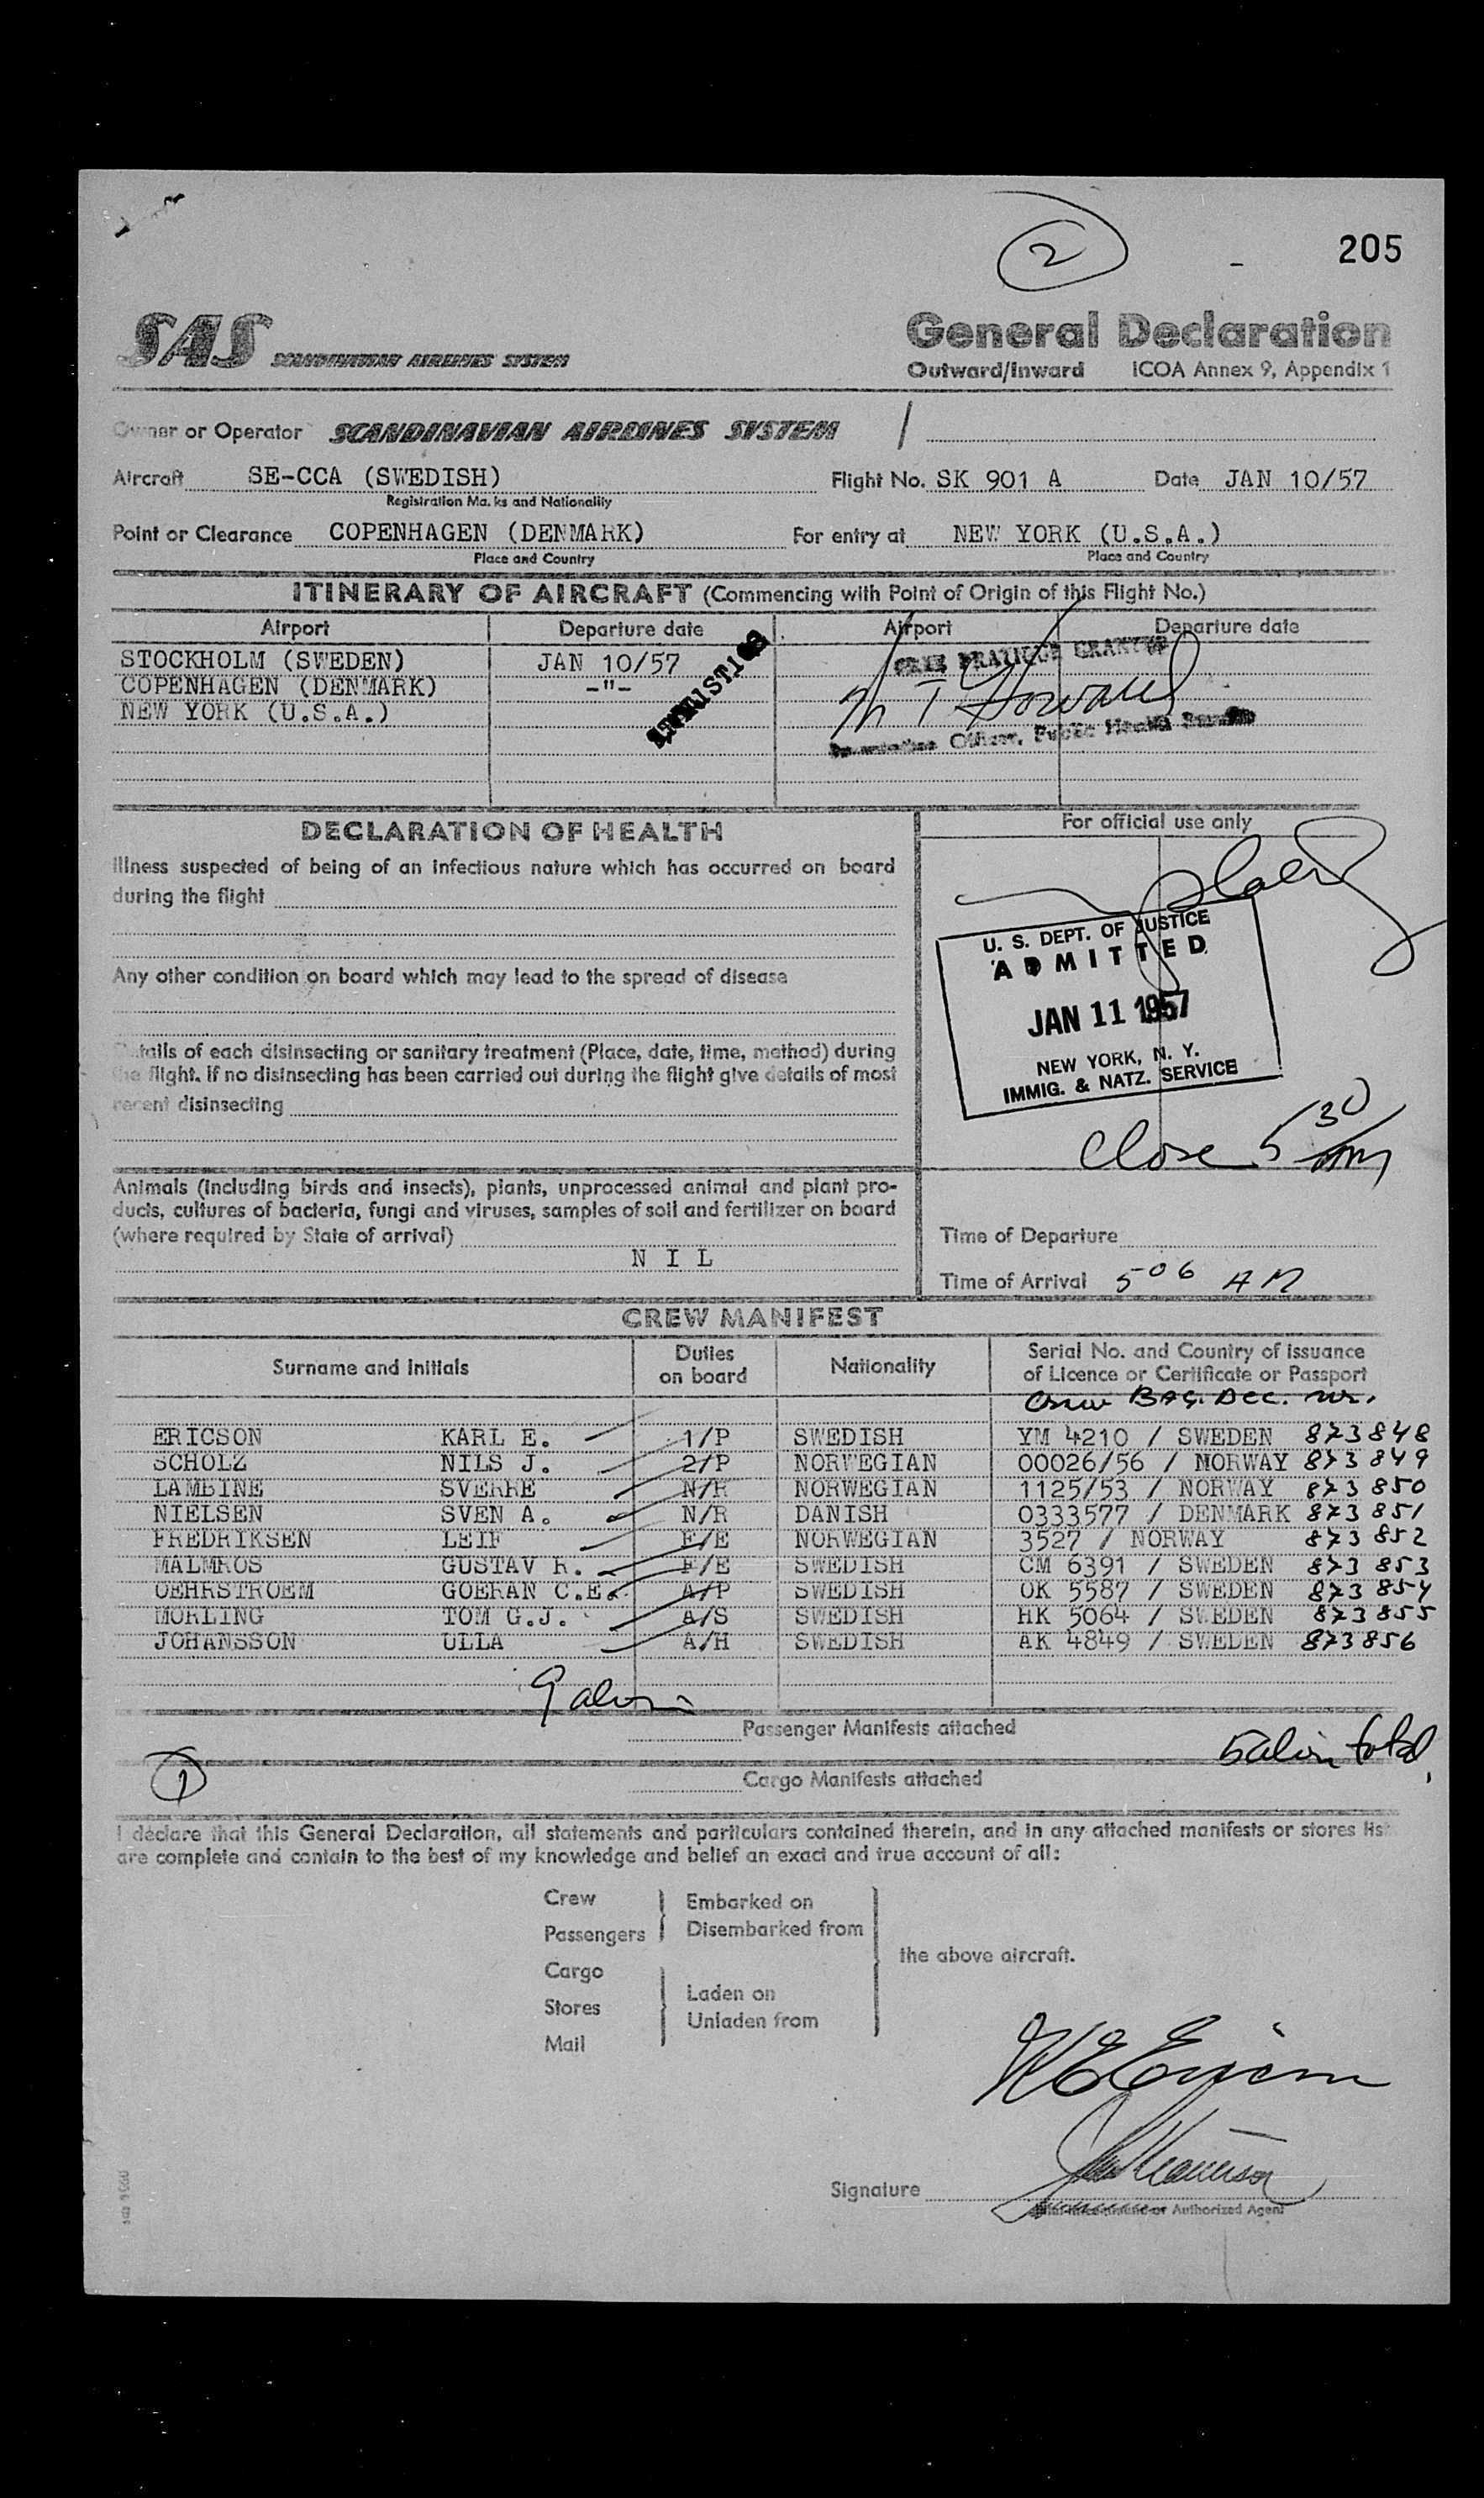 2
205
SAS SCANDINAVIAN AIRLINES SYSTEM
General Declaration
Outward/Inward ICOA Annex 9, Appendix 1
Owner or Operator SCANDINAVIAN AIRLINES SYSTEM
Aircraft SE-CCA (SWEDISH) Flight No. SK 901 A Date JAN 10/57
Registration Marks and Nationality
Point or Clearance COPENHAGEN (DENMARK) For entry at NEW YORK (U.S.A.)
Place and Country Place and Country
ITINERARY OF AIRCRAFT (Commencing with Point of Origin of this Flight No.)
Airport Departure date Airport Departure date
STOCKHOLM (SWEDEN) JAN 10/57
COPENHAGEN (DENMARK) -"-
NEW YORK (U.S.A.)
FREE PRATIQUE GRANTED
M T Howard
Quarantine Officer, Public Health Service
DECLARATION OF HEALTH
For official use only
Illness suspected of being of an infectious nature which has occurred on board
during the flight
Any other condition on board which may lead to the spread of disease
Details of each disinsecting or sanitary treatment (Place, date, time, method) during
the flight. If no disinsecting has been carried out during the flight give details of most
recent disinsecting
U. S. DEPT. OF JUSTICE
ADMITTED
JAN 11 1957
NEW YORK, N. Y.
IMMIG. & NATZ. SERVICE
Close 5 30
Animals (including birds and insects), plants, unprocessed animal and plant pro-
ducts, cultures of bacteria, fungi and viruses, samples of soil and fertilizer on board
(where required by State of arrival)
N I L
Time of Departure
Time of Arrival 5 06 AM
CREW MANIFEST
Surname and Initials Duties on board Nationality Serial No. and Country of issuance of Licence or Certificate or Passport
Crew BAG. DEC. nr.
ERICSON KARL E. 1/P SWEDISH YM 4210 / SWEDEN 873848
SCHOLZ NILS J. 2/P NORWEGIAN 00026/56 / NORWAY 873849
LAMBINE SVERRE N/R NORWEGIAN 1125/53 / NORWAY 873850
NIELSEN SVEN A. N/R DANISH 0333577 / DENMARK 873851
FREDRIKSEN LEIF F/E NORWEGIAN 3527 / NORWAY 873852
MALMROS GUSTAV R. F/E SWEDISH CM 6391 / SWEDEN 873853
OEHRSTROEM GOERAN C.E. A/P SWEDISH OK 5587 / SWEDEN 873854
MORLING TOM G.J. A/S SWEDISH HK 5064 / SWEDEN 873855
JOHANSSON ULLA A/H SWEDISH AK 4849 / SWEDEN 873856
Passenger Manifests attached
total
1
Cargo Manifests attached
I declare that this General Declaration, all statements and particulars contained therein, and in any attached manifests or stores list
are complete and contain to the best of my knowledge and belief an exact and true account of all:
Crew
Passengers
Embarked on
Disembarked from
Cargo
Stores
Mail
Laden on
Unladen from
the above aircraft.
K E Ericson
Signature
or Authorized Agent